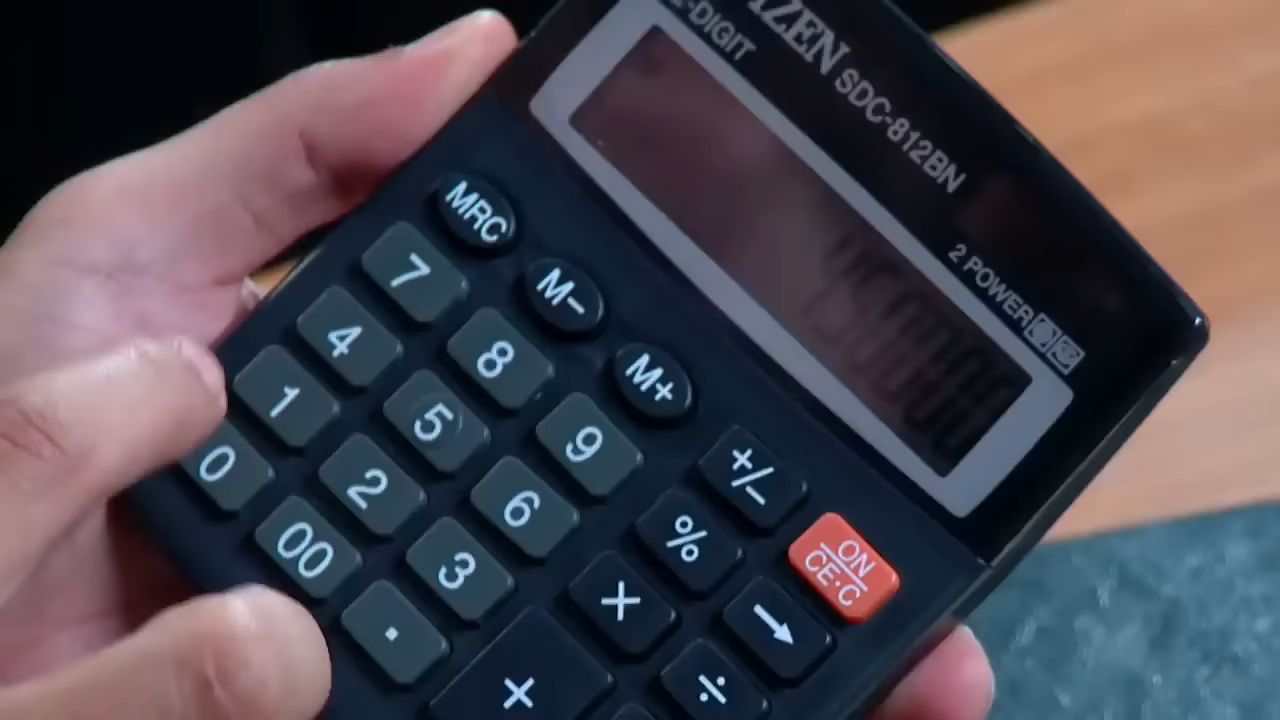 -DIGIT
IZEN SDC-812BN
2 POWER
MRC M- M+
7 8 9 +/-
4 5 6 % ON
CE·C
1 2 3 × →
0 00 . + ÷